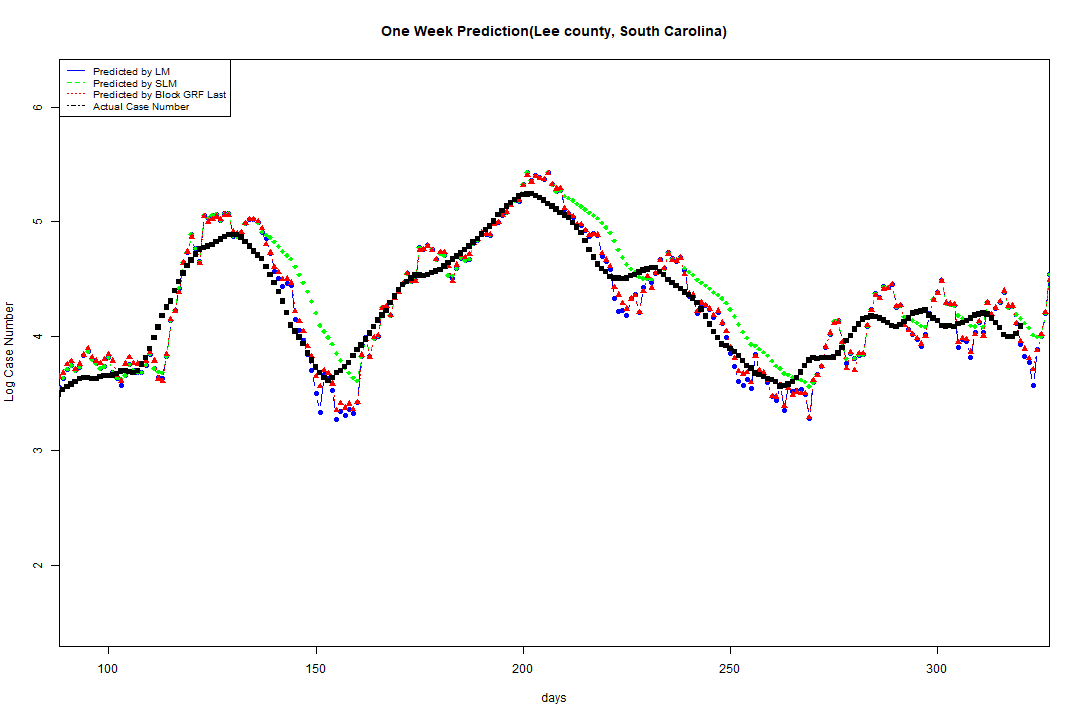 One Week Prediction(Lee county, South Carolina)
Predicted by LM
Predicted by SLM
Predicted by Block GRF Last
Actual Case Number
6
5
4
3
2
Log Case Number
100 150 200 250 300
days